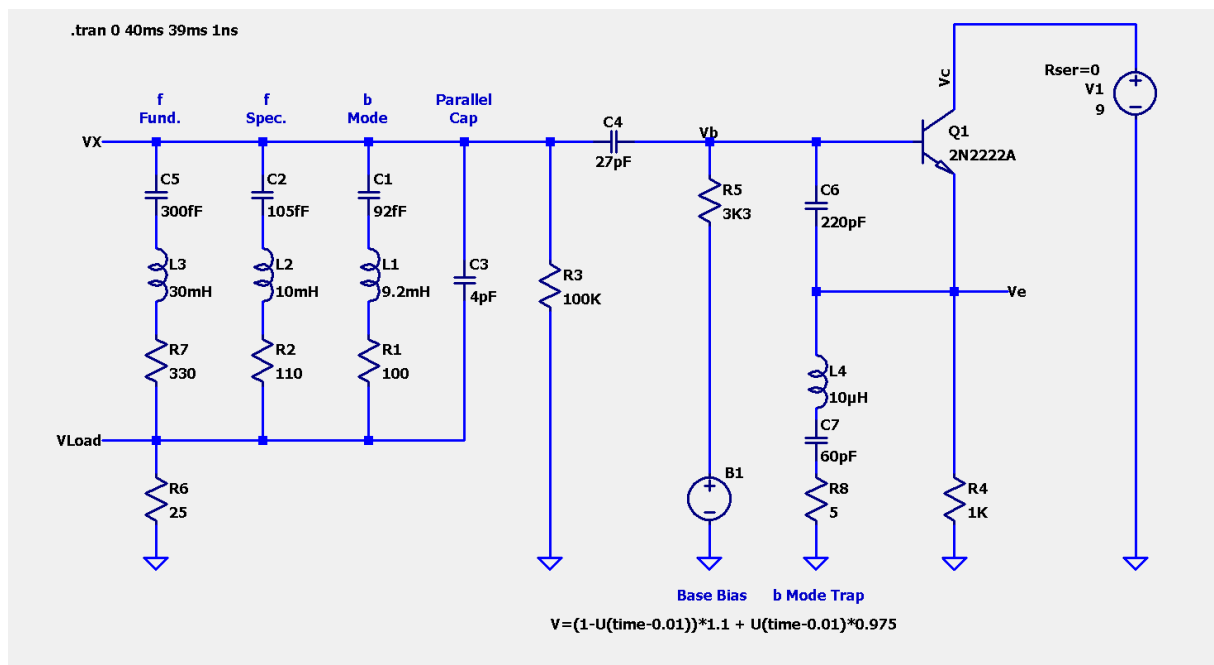 .tran 0 40ms 39ms 1ns
f
Fund.
f
Spec.
b
Mode
Parallel
Cap
VX
C5
300fF
C2
105fF
C1
92fF
L3
30mH
L2
10mH
L1
9.2mH
C3
4pF
R7
330
R2
110
R1
100
VLoad
R6
25
R3
100K
C4
27pF
Vb
R5
3K3
B1
C6
220pF
L4
10µH
C7
60pF
R8
5
Vc
Q1
2N2222A
Ve
R4
1K
Rser=0
V1
9
+
−
+
−
Base Bias
b Mode Trap
V=(1-U(time-0.01))*1.1 + U(time-0.01)*0.975